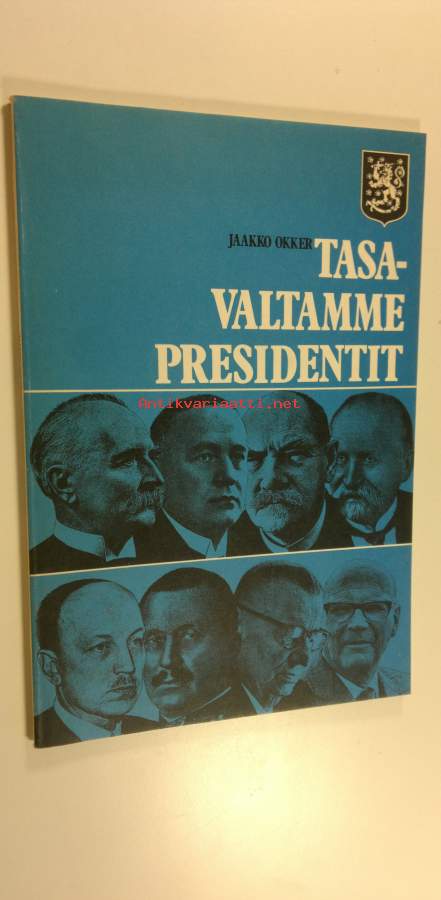 JAAKKO OKKER
TASA-
VALTAMME
PRESIDENTIT
Antikvariaatti.net